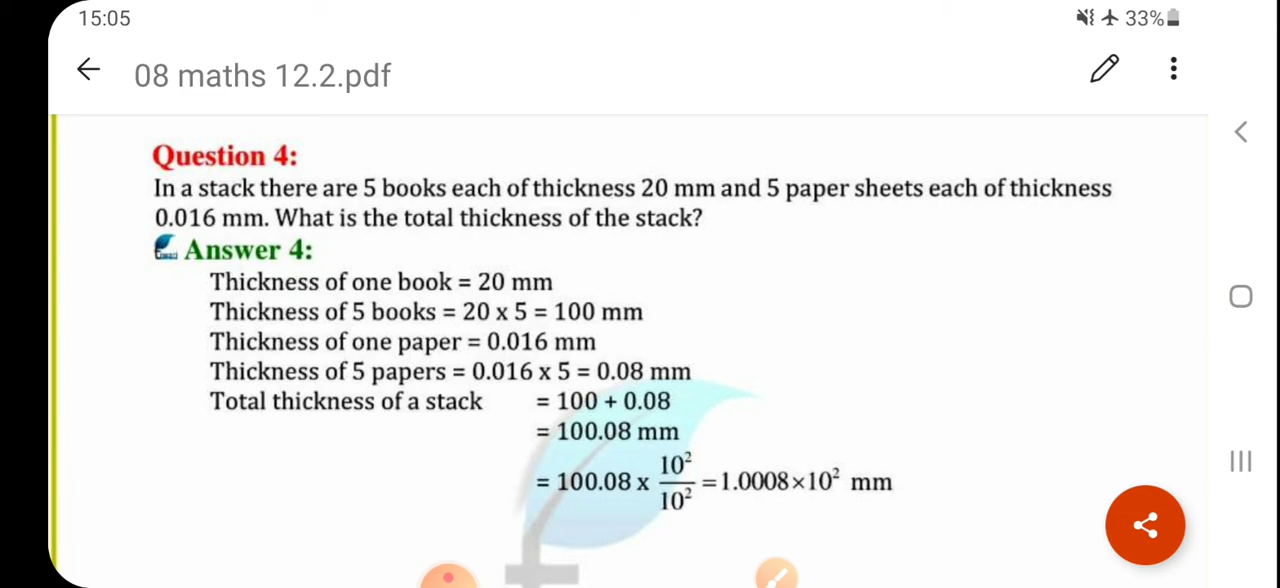 15:05
33%
08 maths 12.2.pdf
Question 4:
In a stack there are 5 books each of thickness 20 mm and 5 paper sheets each of thickness
0.016 mm. What is the total thickness of the stack?
Answer 4:
Thickness of one book = 20 mm
Thickness of 5 books = 20 x 5 = 100 mm
Thickness of one paper = 0.016 mm
Thickness of 5 papers = 0.016 x 5 = 0.08 mm
Total thickness of a stack = 100 + 0.08
= 100.08 mm
= 100.08 x 10²/10² = 1.0008×10² mm